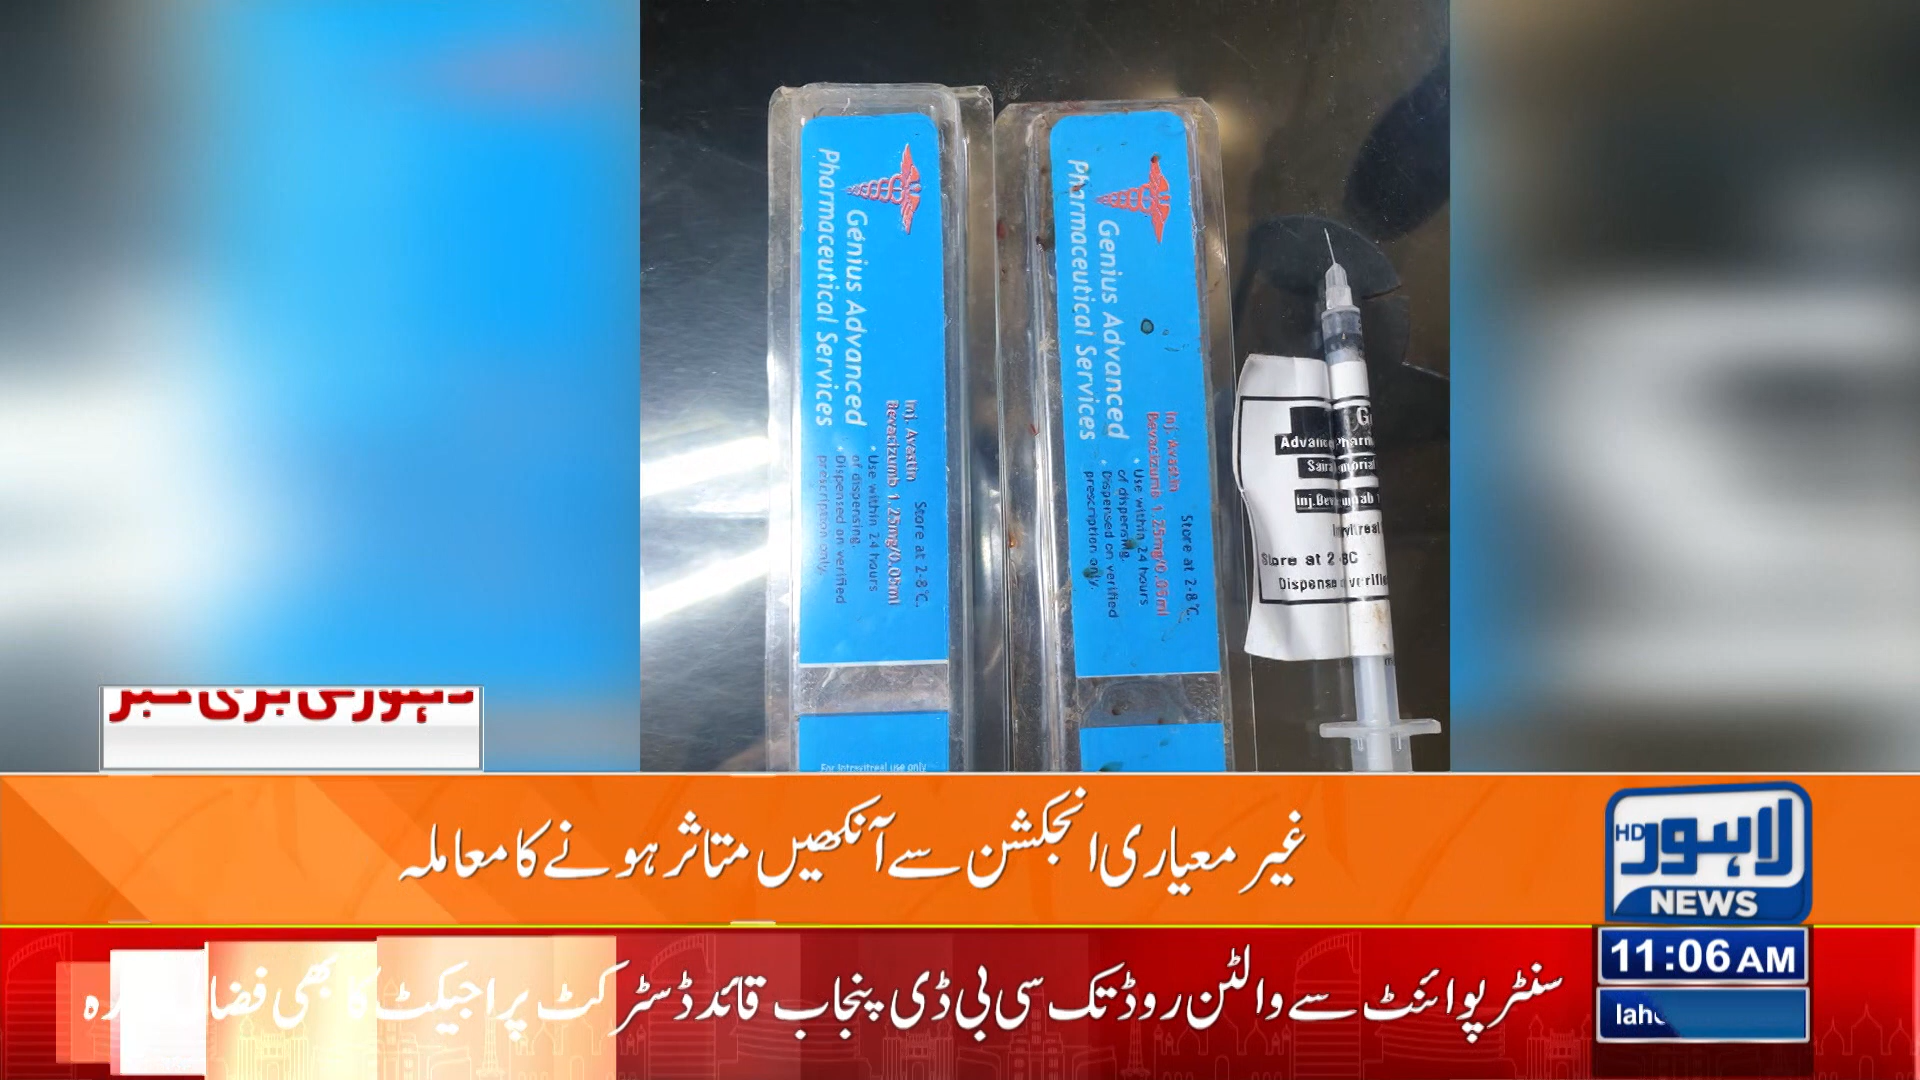 Genius Advanced
Pharmaceutical Services
Inj. Avastin
Bevacizumb 1.25mg/0.05ml
Store at 2-8°C.
• Use within 24 hours
of dispensing.
• Dispensed on verified
prescription only.
For Intravitreal use only
Genius Advanced
Pharmaceutical Services
Inj. Avastin
Bevacizumb 1.25mg/0.05ml
Store at 2-8°C.
• Use within 24 hours
of dispensing.
• Dispensed on verified
prescription only.
Store at 2
غیر معیاری انجکشن سے آنکھیں متاثر ہونے کا معاملہ
لاہور
HD
NEWS
11:06 AM
سنٹر پوائنٹ سے والٹن روڈ تک سی بی ڈی پنجاب قائد ڈسٹرکٹ پراجیکٹ کا بھی فضا